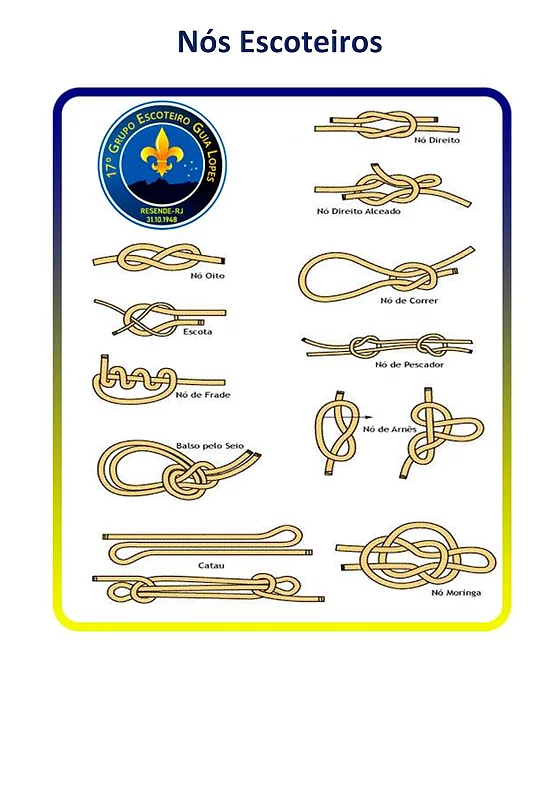 Nós Escoteiros
17º GRUPO ESCOTEIRO GUIA LOPES
RESENDE-RJ
31.10.1948
Nó Direito
Nó Direito Alceado
Nó Oito
Nó de Correr
Escota
Nó de Pescador
Nó de Frade
Nó de Arnês
Balso pelo Seio
Catau
Nó Moringa